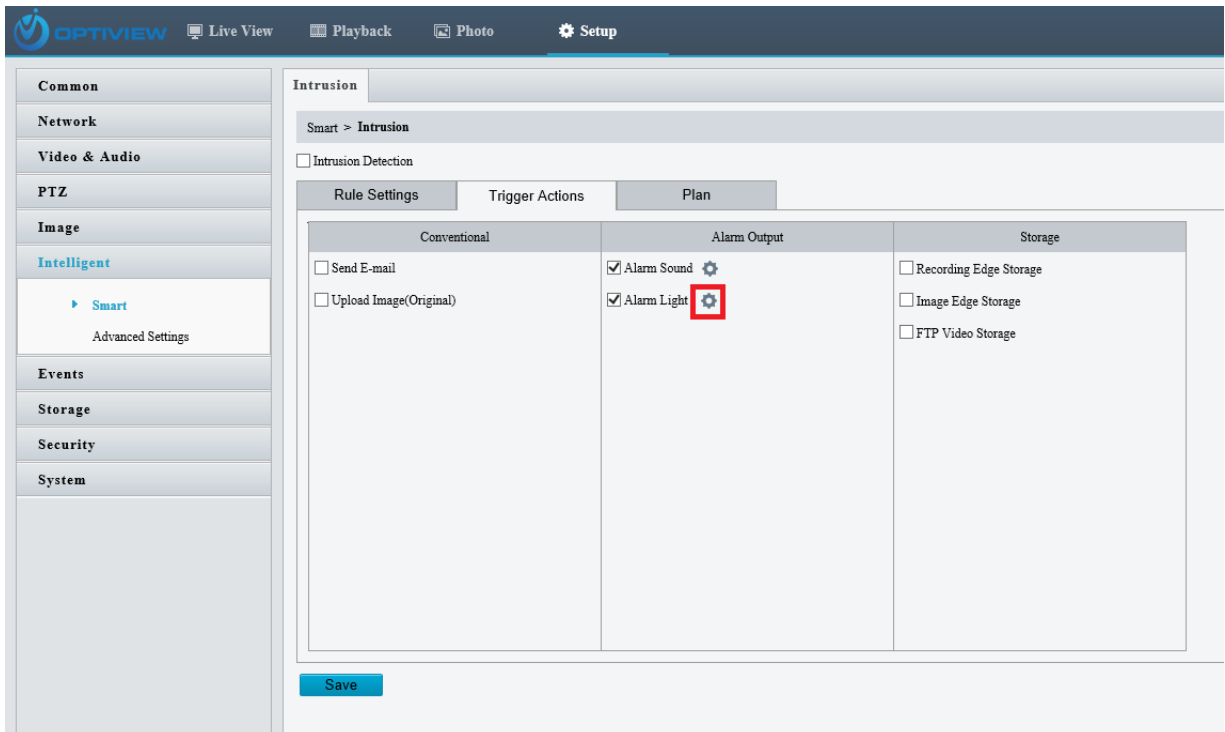 OPTIVIEW Live View Playback Photo Setup
Common
Network
Video & Audio
PTZ
Image
Intelligent
Smart
Advanced Settings
Events
Storage
Security
System
Intrusion
Smart > Intrusion
Intrusion Detection
Rule Settings Trigger Actions Plan
Conventional Alarm Output Storage
Send E-mail Alarm Sound Recording Edge Storage
Upload Image(Original) Alarm Light Image Edge Storage
FTP Video Storage
Save